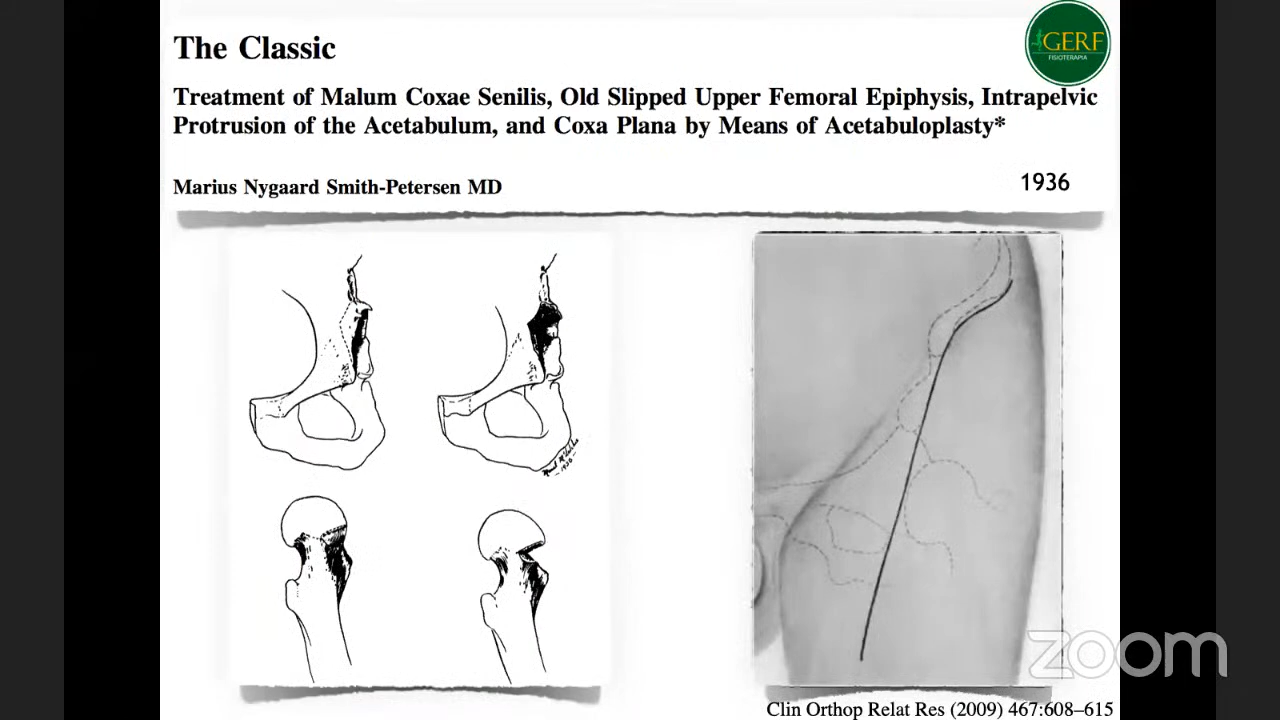 The Classic
GERF
FISIOTERAPIA
Treatment of Malum Coxae Senilis, Old Slipped Upper Femoral Epiphysis, Intrapelvic
Protrusion of the Acetabulum, and Coxa Plana by Means of Acetabuloplasty*
Marius Nygaard Smith-Petersen MD
1936
zoom
Clin Orthop Relat Res (2009) 467:608–615